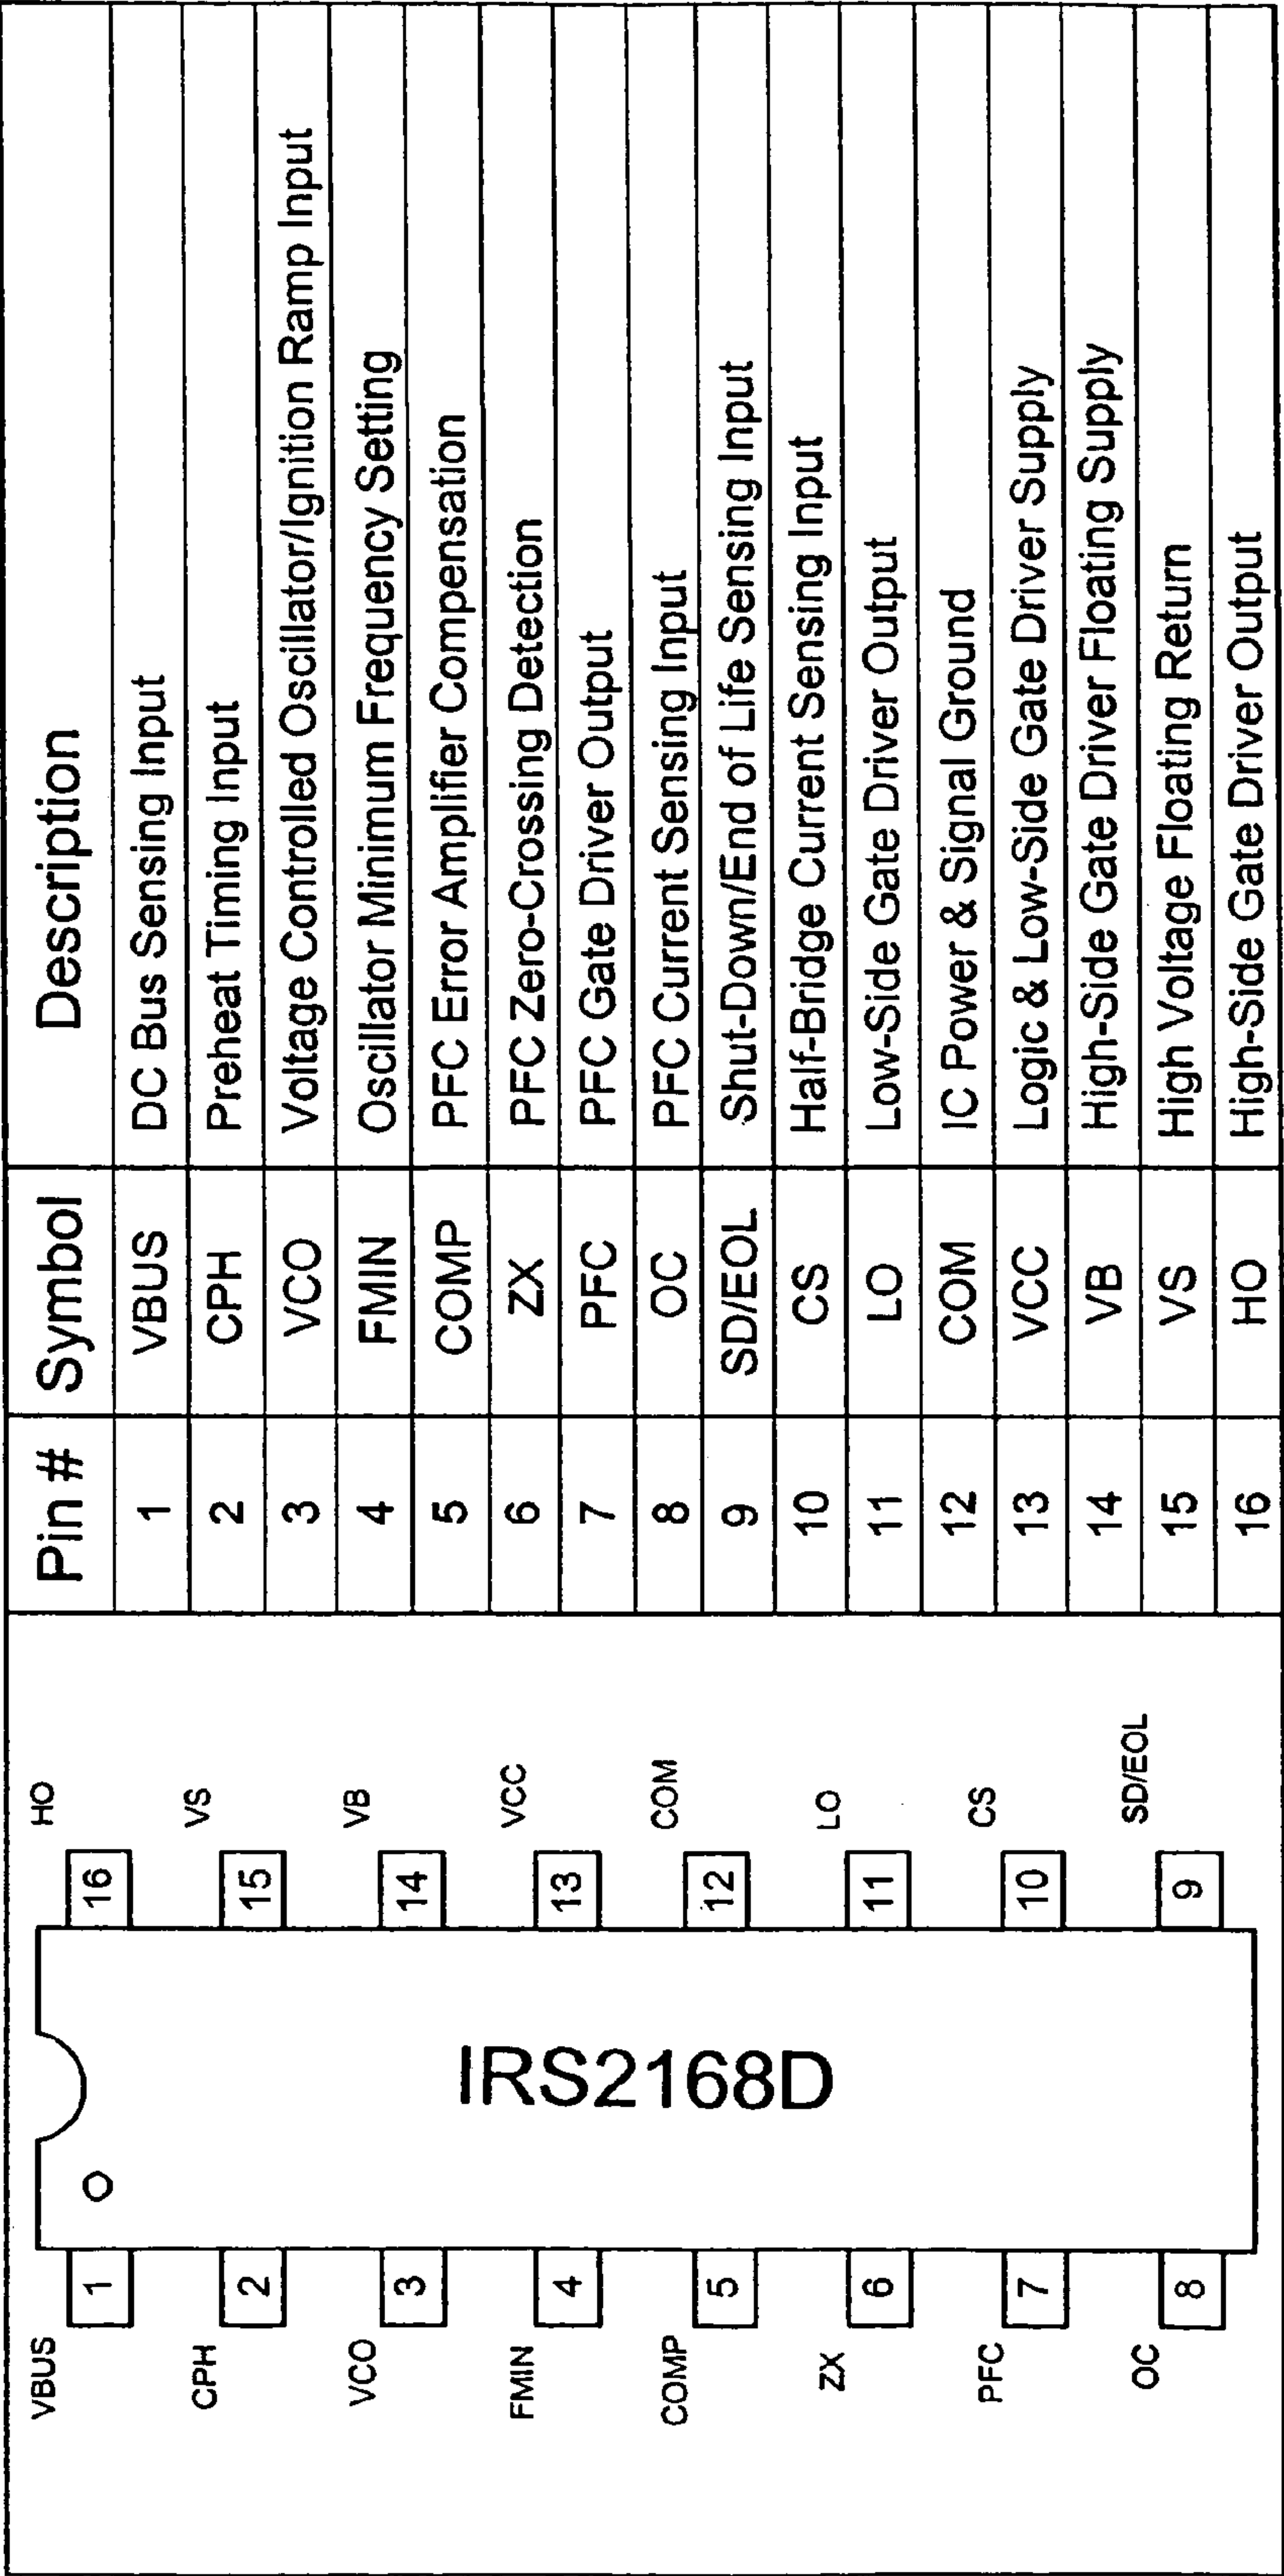 VBUS 1 16 HO
CPH 2 15 VS
VCO 3 14 VB
FMIN 4 13 VCC
COMP 5 12 COM
ZX 6 11 LO
PFC 7 10 CS
OC 8 9 SD/EOL
IRS2168D
Pin # Symbol Description
1 VBUS DC Bus Sensing Input
2 CPH Preheat Timing Input
3 VCO Voltage Controlled Oscillator/Ignition Ramp Input
4 FMIN Oscillator Minimum Frequency Setting
5 COMP PFC Error Amplifier Compensation
6 ZX PFC Zero-Crossing Detection
7 PFC PFC Gate Driver Output
8 OC PFC Current Sensing Input
9 SD/EOL Shut-Down/End of Life Sensing Input
10 CS Half-Bridge Current Sensing Input
11 LO Low-Side Gate Driver Output
12 COM IC Power & Signal Ground
13 VCC Logic & Low-Side Gate Driver Supply
14 VB High-Side Gate Driver Floating Supply
15 VS High Voltage Floating Return
16 HO High-Side Gate Driver Output